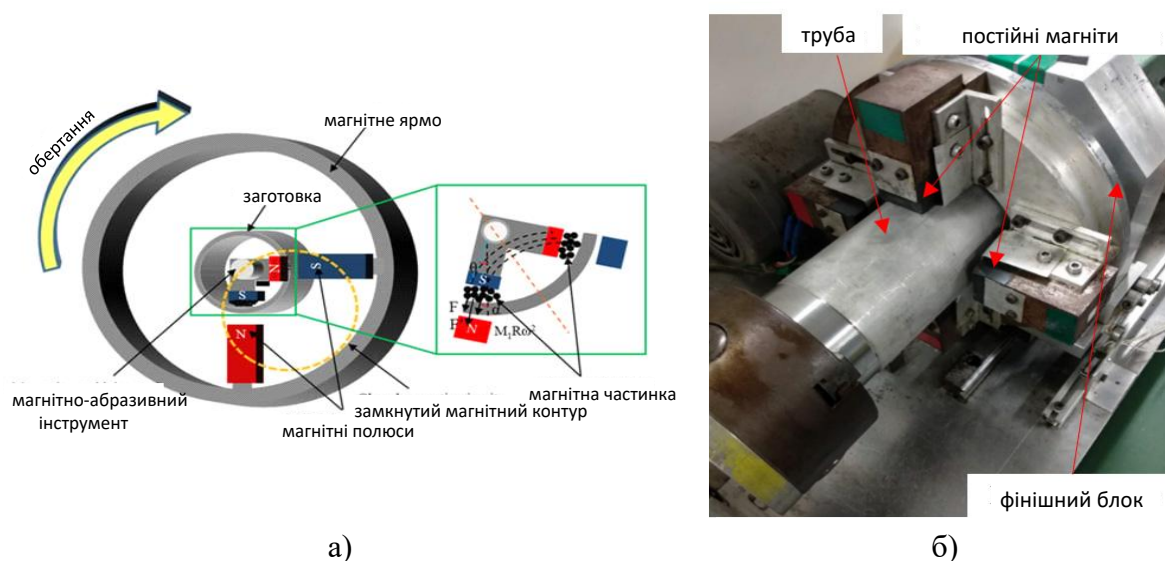 обертання
магнітне ярмо
заготовка
N
S
S
N
S
F
F
N
α
M₁Rω²
магнітна частинка
магнітно-абразивний
інструмент
замкнутий магнітний контур
магнітні полюси
а)
труба
постійні магніти
фінішний блок
б)